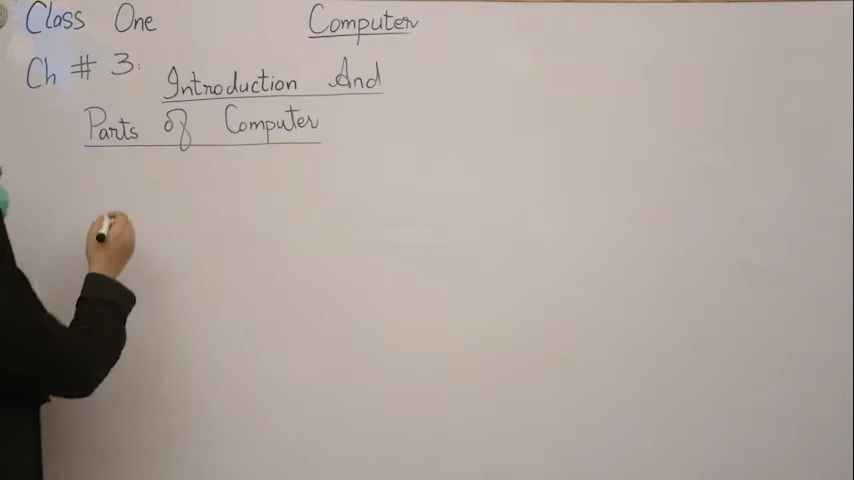 Class One Computer
Ch # 3: Introduction And
Parts of Computer